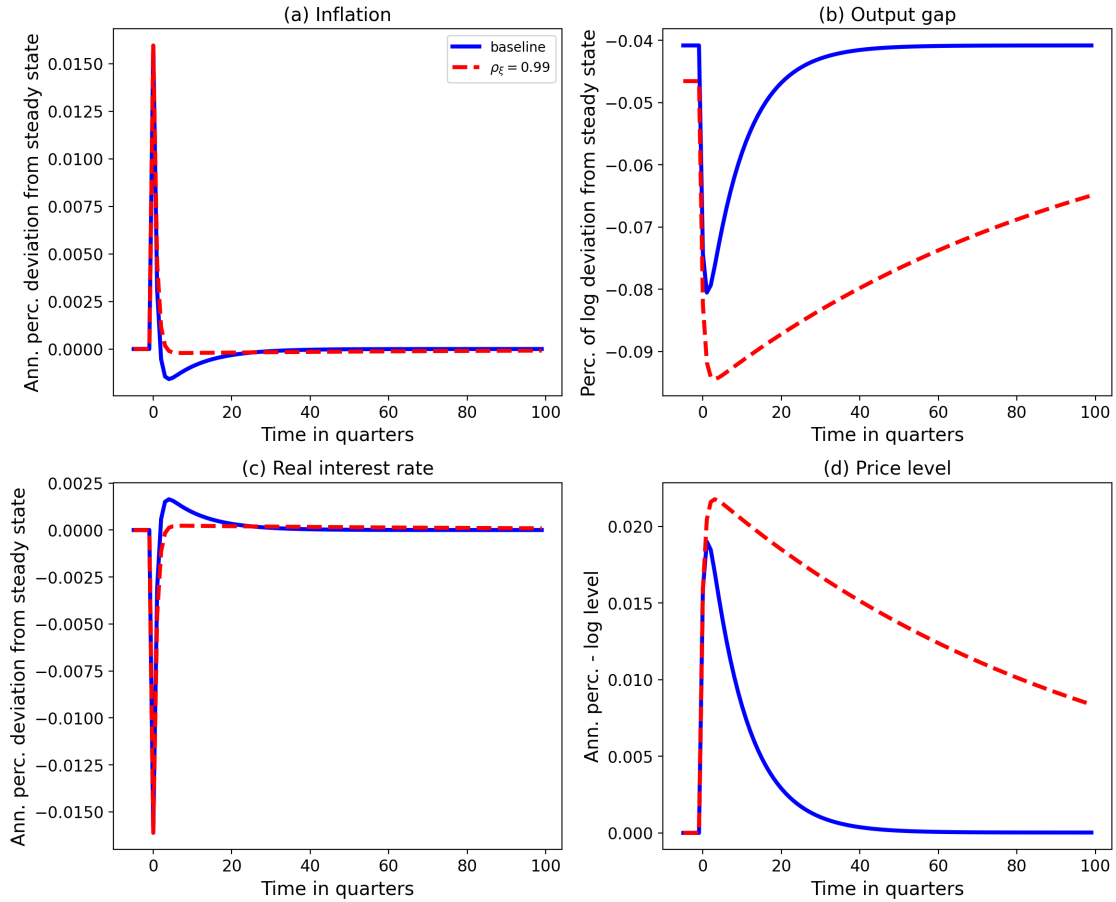 (a) Inflation
Ann. perc. deviation from steady state
0.0150
0.0125
0.0100
0.0075
0.0050
0.0025
0.0000
baseline
ρξ = 0.99
0 20 40 60 80 100
Time in quarters
(b) Output gap
Perc. of log deviation from steady state
−0.04
−0.05
−0.06
−0.07
−0.08
−0.09
0 20 40 60 80 100
Time in quarters
(c) Real interest rate
Ann. perc. deviation from steady state
0.0025
0.0000
−0.0025
−0.0050
−0.0075
−0.0100
−0.0125
−0.0150
0 20 40 60 80 100
Time in quarters
(d) Price level
Ann. perc. - log level
0.020
0.015
0.010
0.005
0.000
0 20 40 60 80 100
Time in quarters